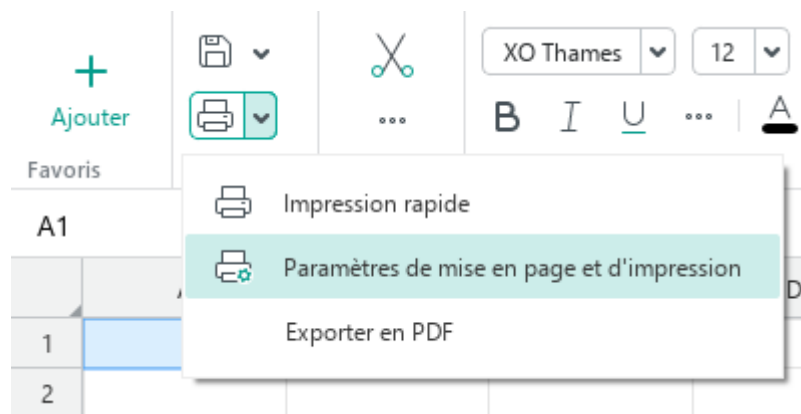 XO Thames 12
Ajouter
B I U A
Favoris
Impression rapide
A1
Paramètres de mise en page et d'impression
D
1
Exporter en PDF
2